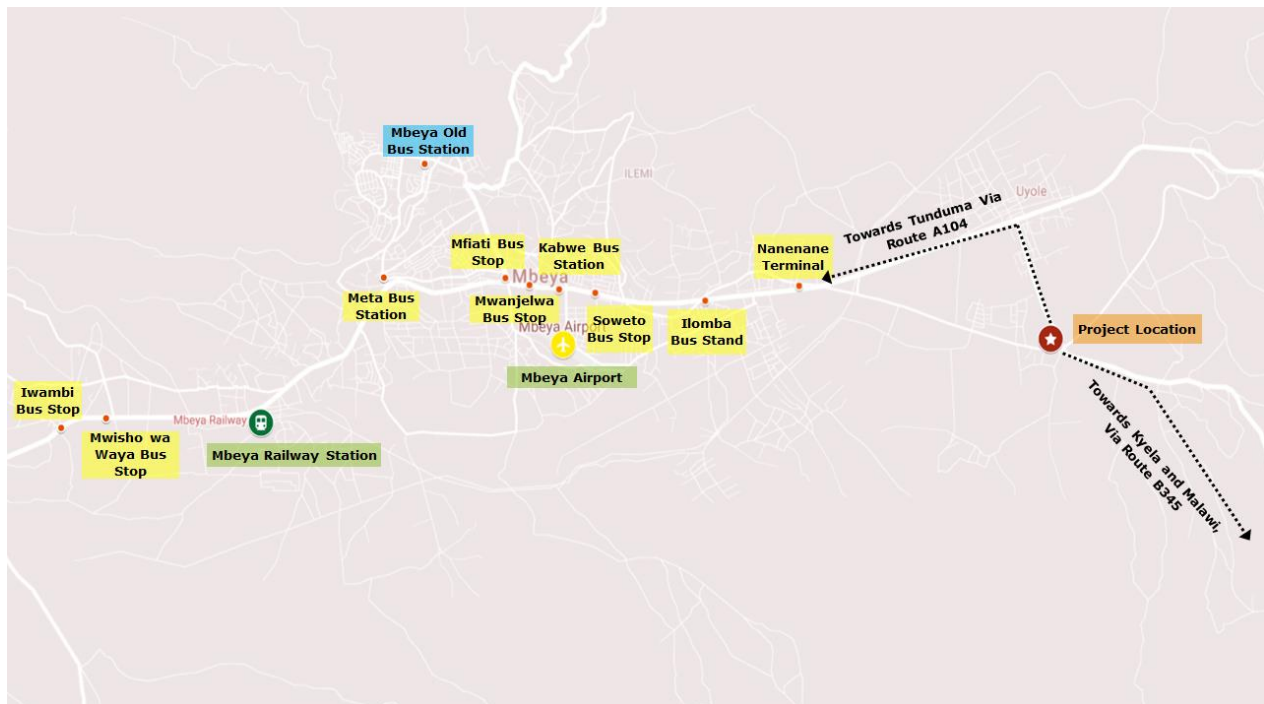 Mbeya Old
Bus Station
ILEMI
Uyole
Towards Tunduma Via
Route A104
Mfiati Bus
Stop
Kabwe Bus
Station
Nanenane
Terminal
Mbeya
Meta Bus
Station
Mwanjelwa
Bus Stop
Soweto
Bus Stop
Ilomba
Bus Stand
Mbeya Airport
Project Location
Mbeya Airport
Iwambi
Bus Stop
Mbeya Railway
Mwisho wa
Waya Bus
Stop
Mbeya Railway Station
Towards Kyela and Malawi,
Via Route B345